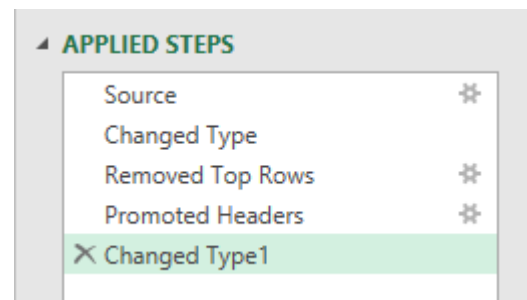 APPLIED STEPS
Source
Changed Type
Removed Top Rows
Promoted Headers
Changed Type1